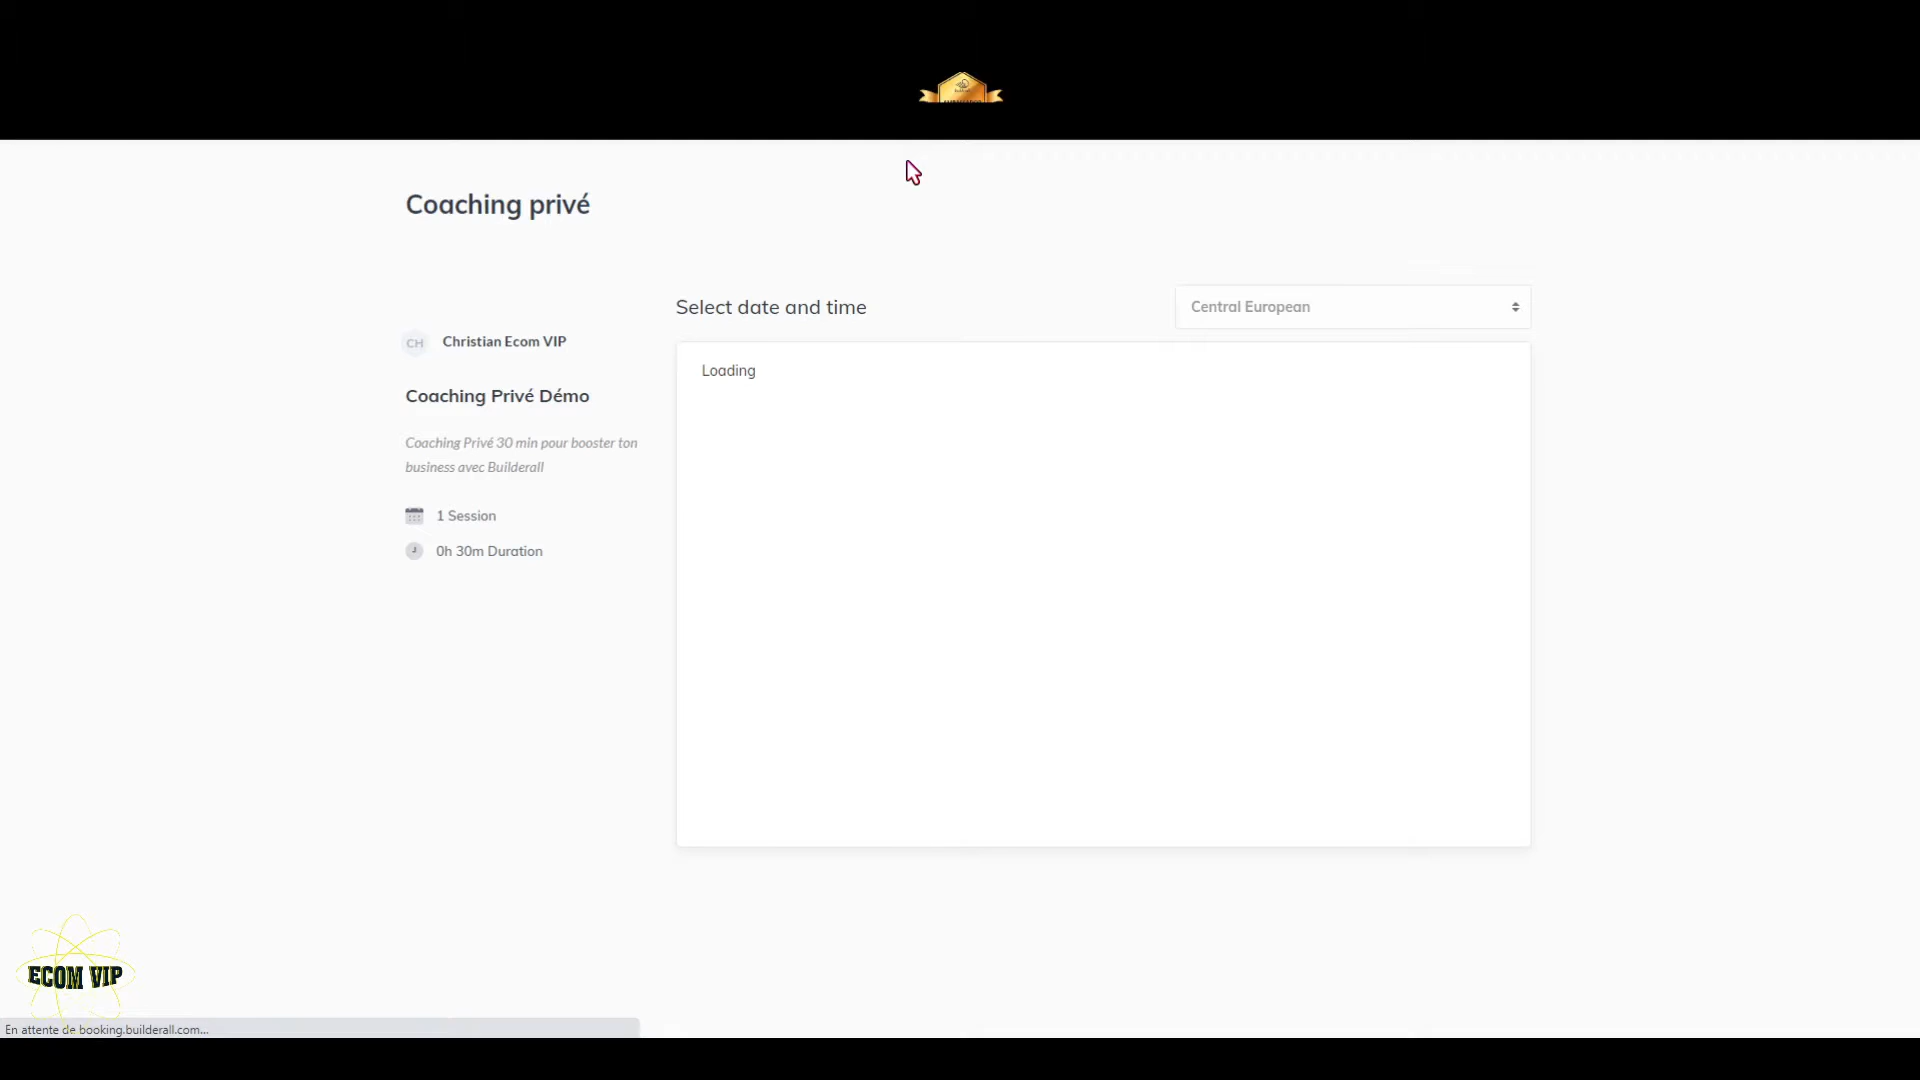 Coaching privé
Select date and time
Central European
CH
Christian Ecom VIP
Loading
Coaching Privé Démo
Coaching Privé 30 min pour booster ton
business avec Builderall
1 Session
0h 30m Duration
ECOM VIP
En attente de booking.builderall.com...